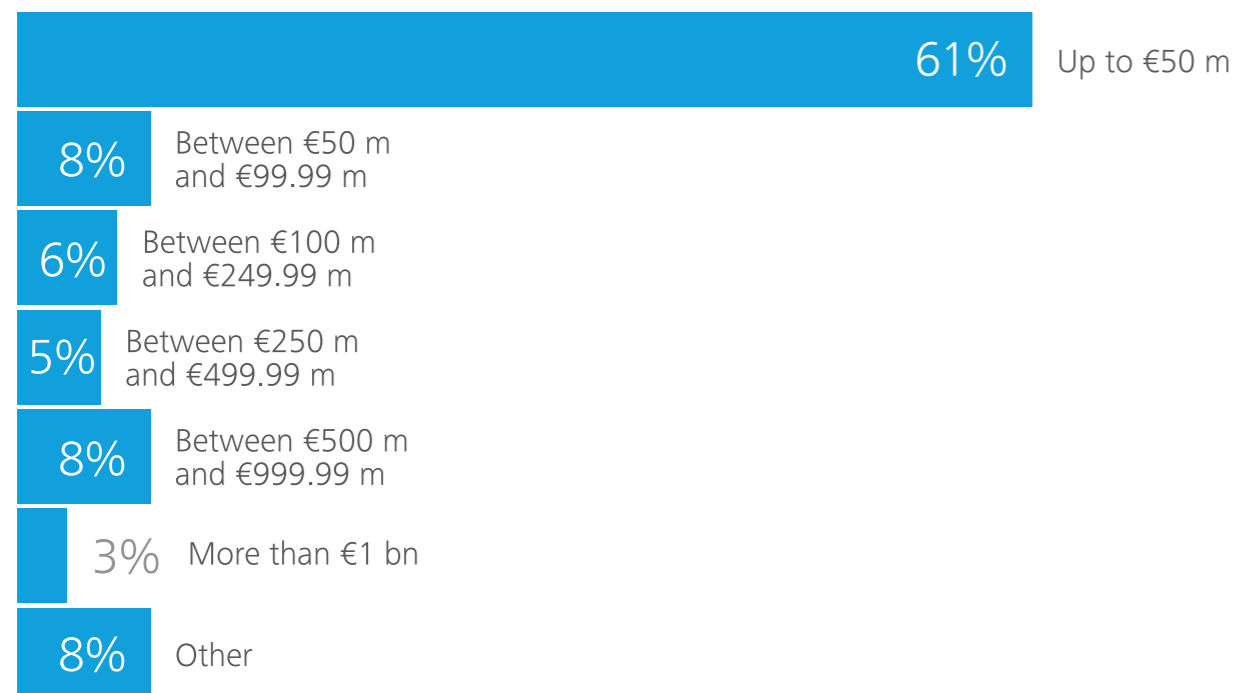 61% Up to €50 m
8% Between €50 m
and €99.99 m
6% Between €100 m
and €249.99 m
5% Between €250 m
and €499.99 m
8% Between €500 m
and €999.99 m
3% More than €1 bn
8% Other